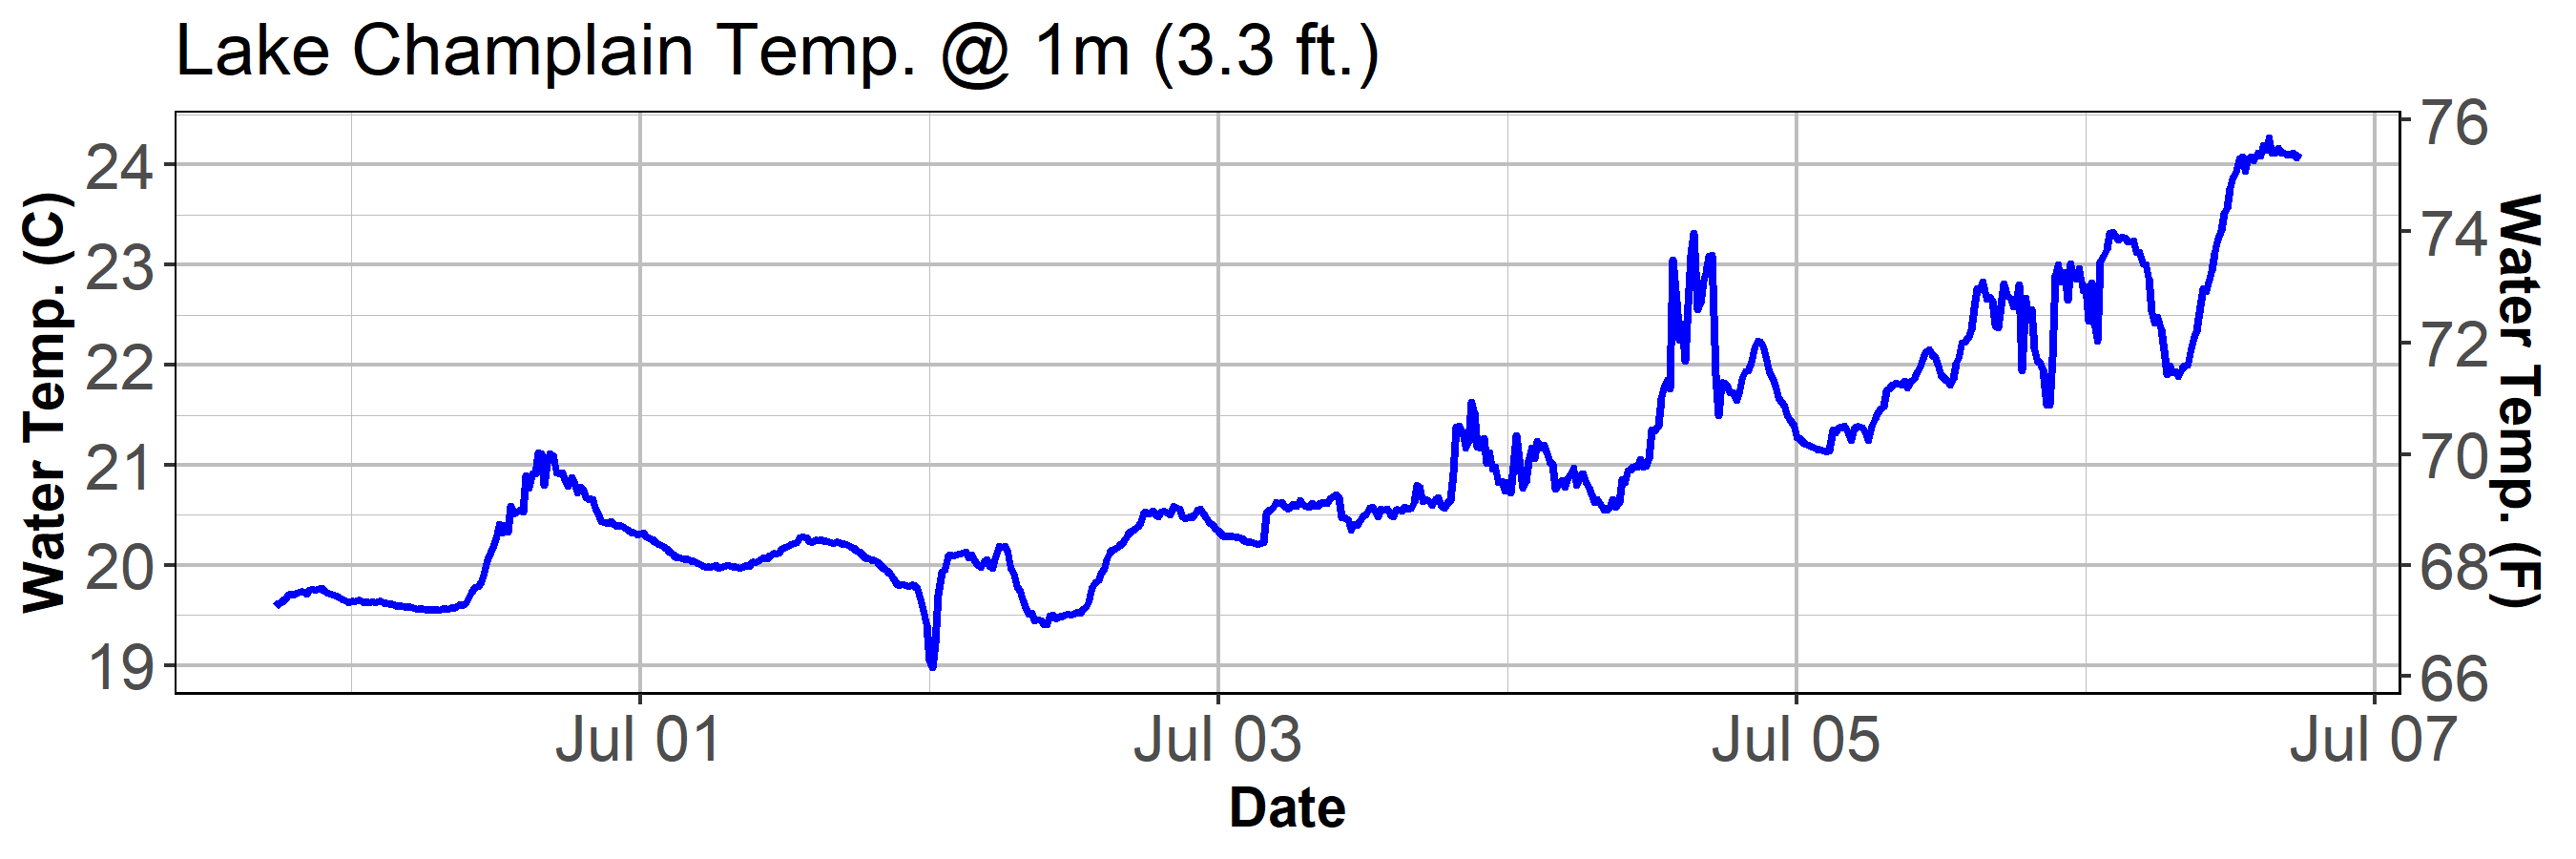 Lake Champlain Temp. @ 1m (3.3 ft.)
Water Temp. (C)
24
23
22
21
20
19
76
74
72
70
68
66
Water Temp. (F)
Jul 01 Jul 03 Jul 05 Jul 07
Date